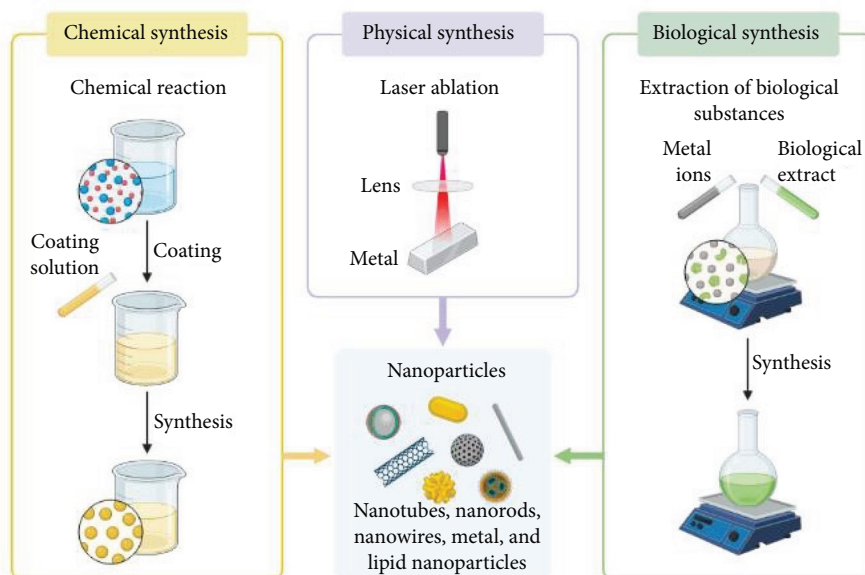 Chemical synthesis
Chemical reaction
Coating
solution
Coating
Synthesis
Physical synthesis
Laser ablation
Lens
Metal
Nanoparticles
Nanotubes, nanorods,
nanowires, metal, and
lipid nanoparticles
Biological synthesis
Extraction of biological
substances
Metal
ions
Biological
extract
Synthesis